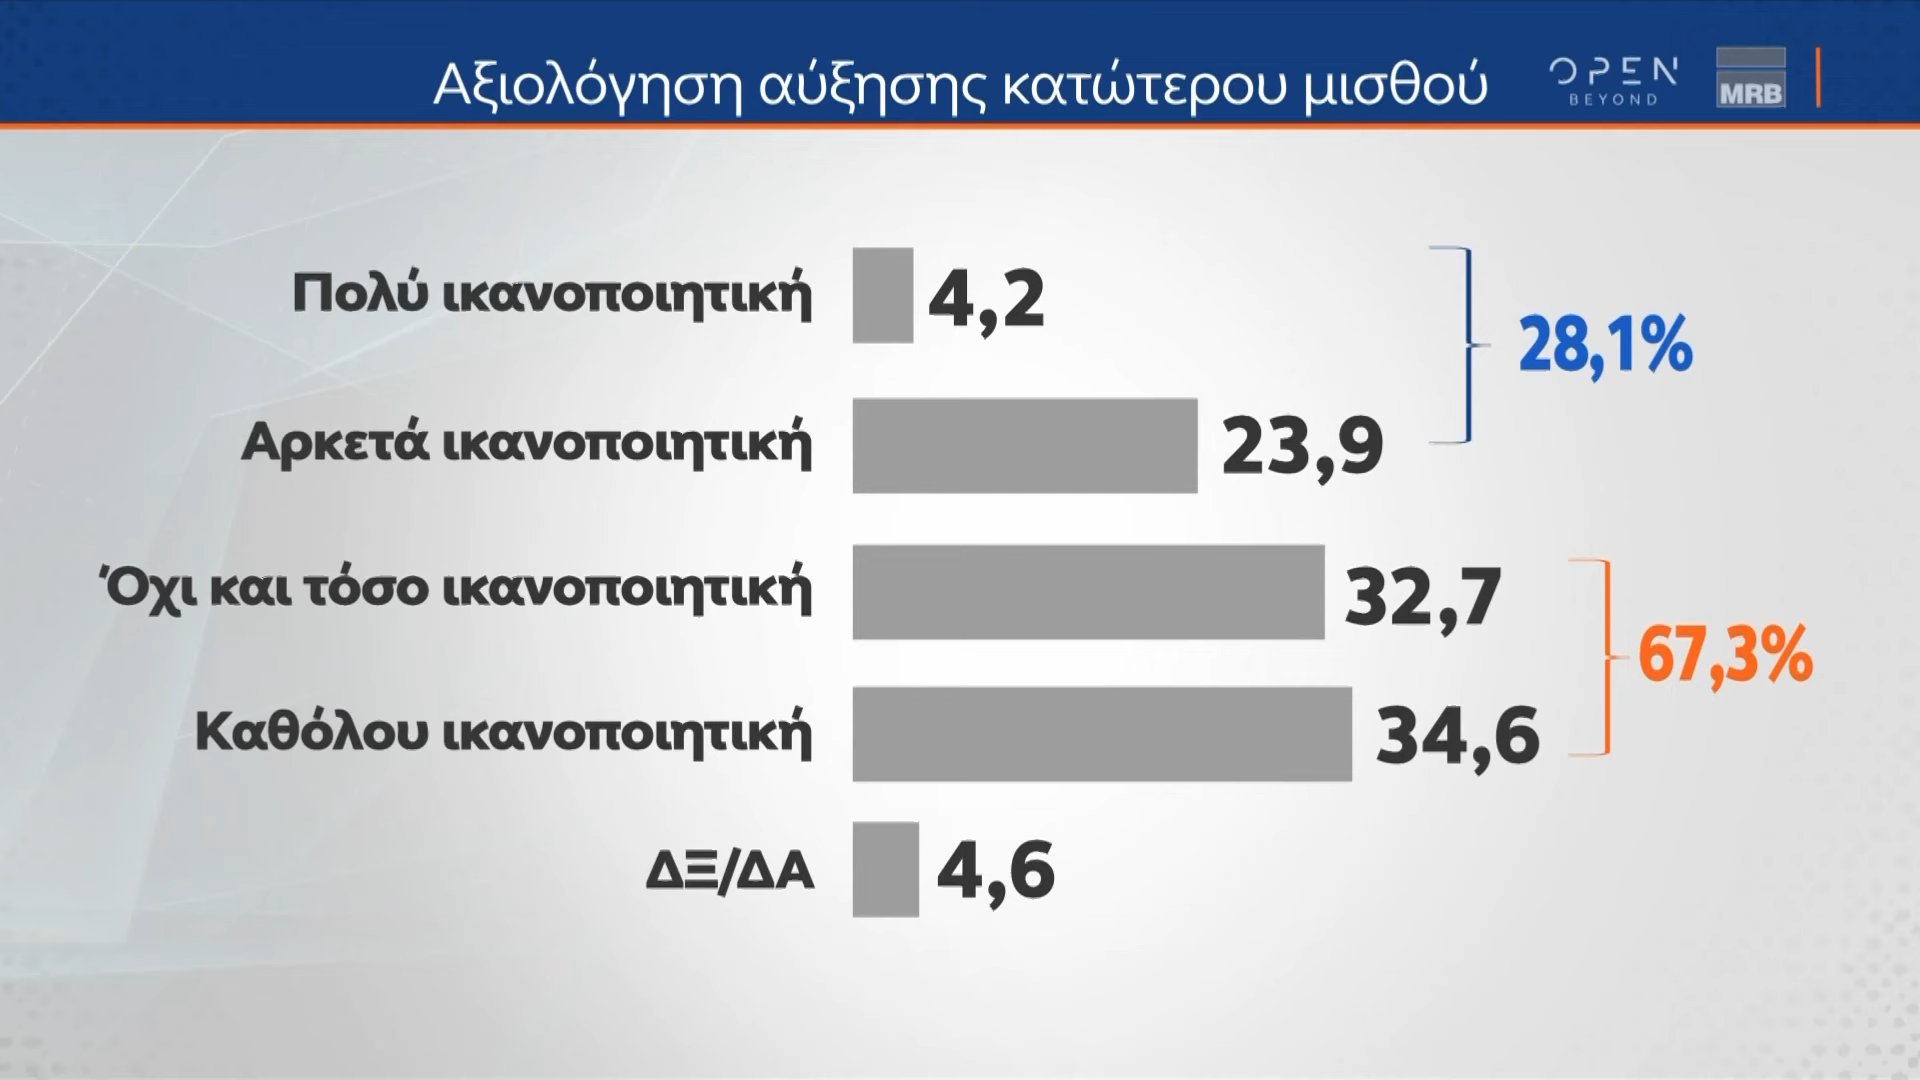 Αξιολόγηση αύξησης κατώτερου μισθού
OPEN
BEYOND
MRB
Πολύ ικανοποιητική 4,2
28,1%
Αρκετά ικανοποιητική 23,9
Όχι και τόσο ικανοποιητική 32,7
67,3%
Καθόλου ικανοποιητική 34,6
ΔΞ/ΔΑ 4,6